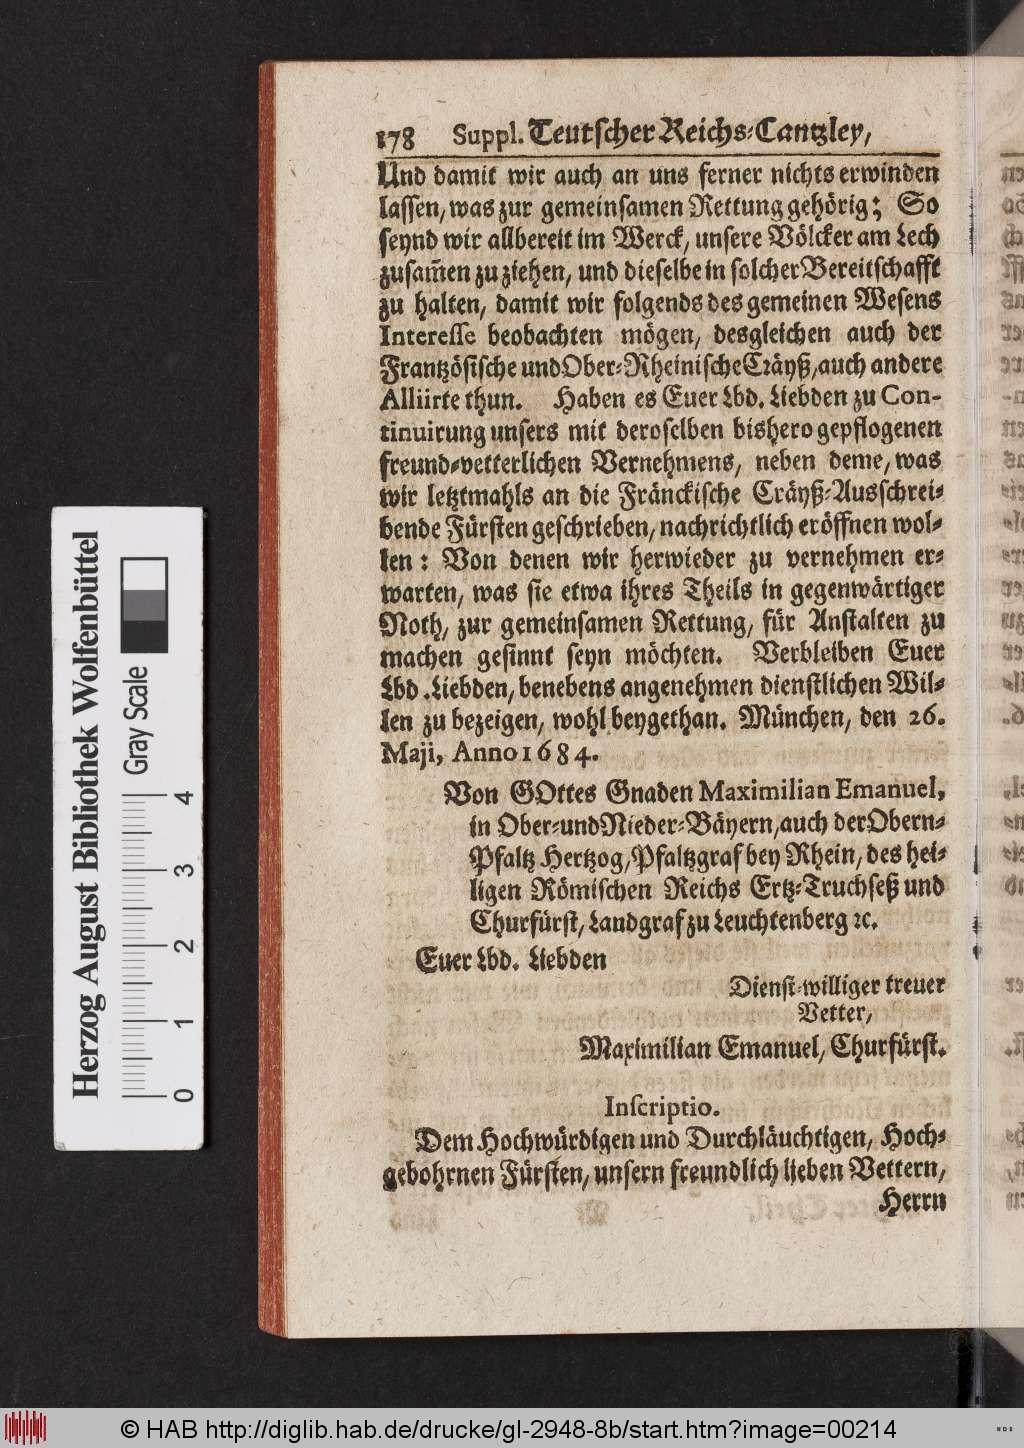 178 Suppl. Teutscher Reichs-Cantzley,
Und damit wir auch an uns ferner nichts erwinden
lassen, was zur gemeinsamen Rettung gehörig; So
seynd wir allbereit im Werck, unsere Völcker am Lech
zusam̃en zu ziehen, und dieselbe in solcher Bereitschafft
zu halten, damit wir folgends des gemeinen Wesens
Interesse beobachten mögen, desgleichen auch der
Frantzösische und Ober-Rheinische Cräyß, auch andere
Alliirte thun. Haben es Euer Lbd. Liebden zu Con-
tinuirung unsers mit deroselben bishero gepflogenen
freund-vetterlichen Vernehmens, neben deme, was
wir letztmahls an die Fränckische Cräyß-Ausschrei-
bende Fürsten geschrieben, nachrichtlich eröffnen wol-
len: Von denen wir herwieder zu vernehmen er-
warten, was sie etwa ihres Theils in gegenwärtiger
Noth, zur gemeinsamen Rettung, für Anstalten zu
machen gesinnt seyn möchten. Verbleiben Euer
Lbd. Liebden, benebens angenehmen dienstlichen Wil-
len zu bezeigen, wohl beygethan. München, den 26.
Maji, Anno 1684.
Von GOttes Gnaden Maximilian Emanuel,
in Ober- und Nieder-Bäyern, auch der Obern-
Pfaltz Hertzog, Pfaltzgraf bey Rhein, des hei-
ligen Römischen Reichs Ertz-Truchseß und
Churfürst, Landgraf zu Leuchtenberg ꝛc.
Euer Lbd. Liebden
Dienst-williger treuer
Vetter,
Maximilian Emanuel, Churfürst.
Inscriptio.
Dem Hochwürdigen und Durchläuchtigen, Hoch-
gebohrnen Fürsten, unsern freundlich lieben Vettern,
Herrn
Herzog August Bibliothek Wolfenbüttel
Gray Scale
0 1 2 3 4
© HAB http://diglib.hab.de/drucke/gl-2948-8b/start.htm?image=00214